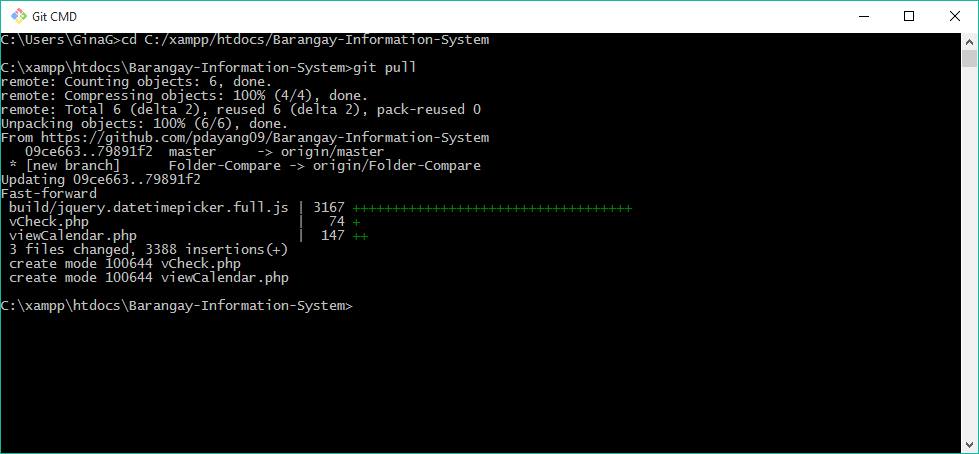 Git CMD
C:\Users\GinaG>cd C:/xampp/htdocs/Barangay-Information-System
C:\xampp\htdocs\Barangay-Information-System>git pull
remote: Counting objects: 6, done.
remote: Compressing objects: 100% (4/4), done.
remote: Total 6 (delta 2), reused 6 (delta 2), pack-reused 0
Unpacking objects: 100% (6/6), done.
From https://github.com/pdayang09/Barangay-Information-System
   09ce663..79891f2  master     -> origin/master
 * [new branch]      Folder-Compare -> origin/Folder-Compare
Updating 09ce663..79891f2
Fast-forward
 build/jquery.datetimepicker.full.js | 3167 +++++++++++++++++++++++++++++++++++
 vCheck.php                          |   74 +
 viewCalendar.php                    |  147 ++
 3 files changed, 3388 insertions(+)
 create mode 100644 vCheck.php
 create mode 100644 viewCalendar.php
C:\xampp\htdocs\Barangay-Information-System>